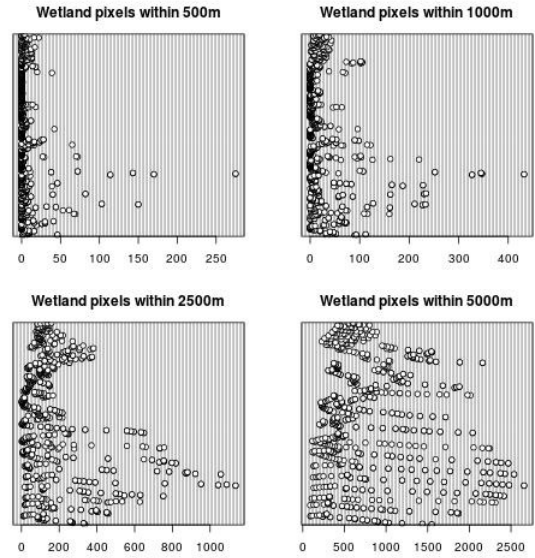 Wetland pixels within 500m
Wetland pixels within 1000m
0 50 100 150 200 250
0 100 200 300 400
Wetland pixels within 2500m
Wetland pixels within 5000m
0 200 400 600 800 1000
0 500 1000 1500 2000 2500